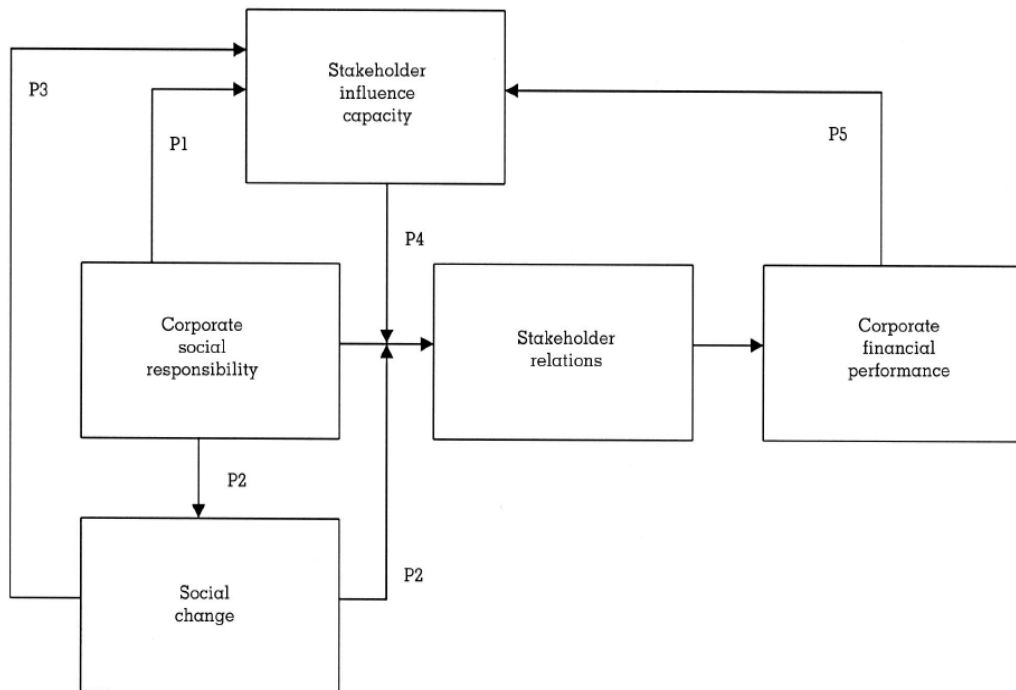 Stakeholder
influence
capacity
P3
P1
P5
P4
Corporate
social
responsibility
Stakeholder
relations
Corporate
financial
performance
P2
P2
Social
change